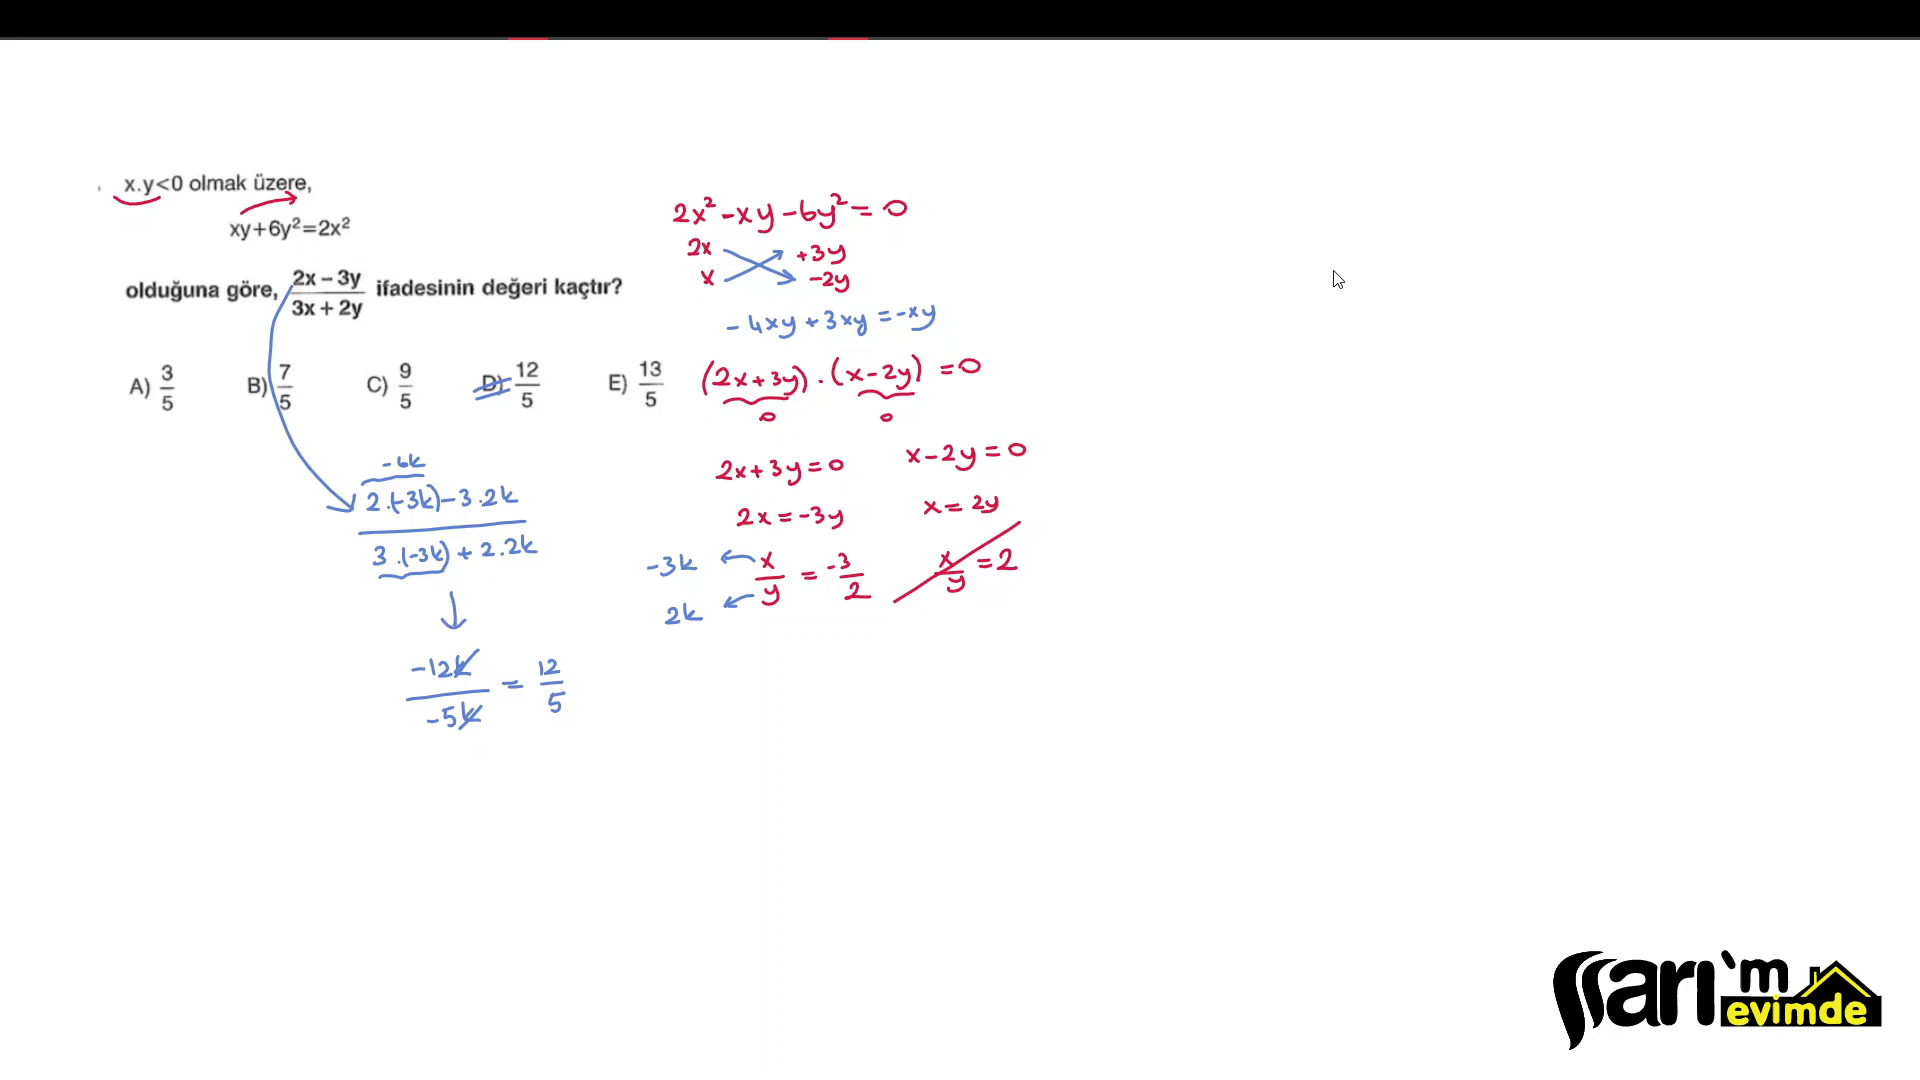 x.y<0 olmak üzere,
xy+6y²=2x²
olduğuna göre, (2x − 3y)/(3x + 2y) ifadesinin değeri kaçtır?
A) 3/5 B) 7/5 C) 9/5 D) 12/5 E) 13/5
-6k
2.(-3k)-3.2k
3.(-3k)+2.2k
-12k/-5k = 12/5
2x²-xy-6y²=0
2x +3y
x -2y
-4xy+3xy=-xy
(2x+3y).(x-2y)=0
0 0
2x+3y=0
2x=-3y
-3k x/y = -3/2
2k
x-2y=0
x=2y
x/y=2
Sarı'm
evimde